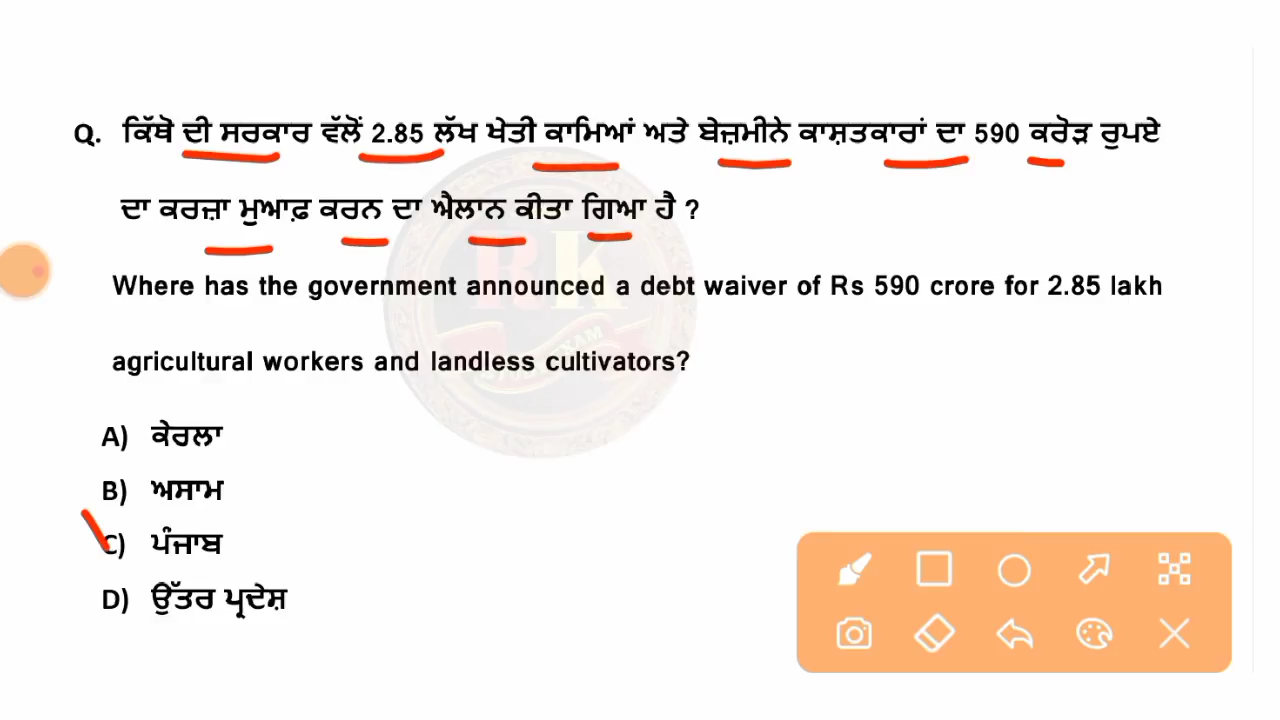 Q. ਕਿੱਥੋ ਦੀ ਸਰਕਾਰ ਵੱਲੋਂ 2.85 ਲੱਖ ਖੇਤੀ ਕਾਮਿਆਂ ਅਤੇ ਬੇਜ਼ਮੀਨੇ ਕਾਸ਼ਤਕਾਰਾਂ ਦਾ 590 ਕਰੋੜ ਰੁਪਏ
ਦਾ ਕਰਜ਼ਾ ਮੁਆਫ਼ ਕਰਨ ਦਾ ਐਲਾਨ ਕੀਤਾ ਗਿਆ ਹੈ ?
Where has the government announced a debt waiver of Rs 590 crore for 2.85 lakh
agricultural workers and landless cultivators?
A) ਕੇਰਲਾ
B) ਅਸਾਮ
C) ਪੰਜਾਬ
D) ਉੱਤਰ ਪ੍ਰਦੇਸ਼
RK